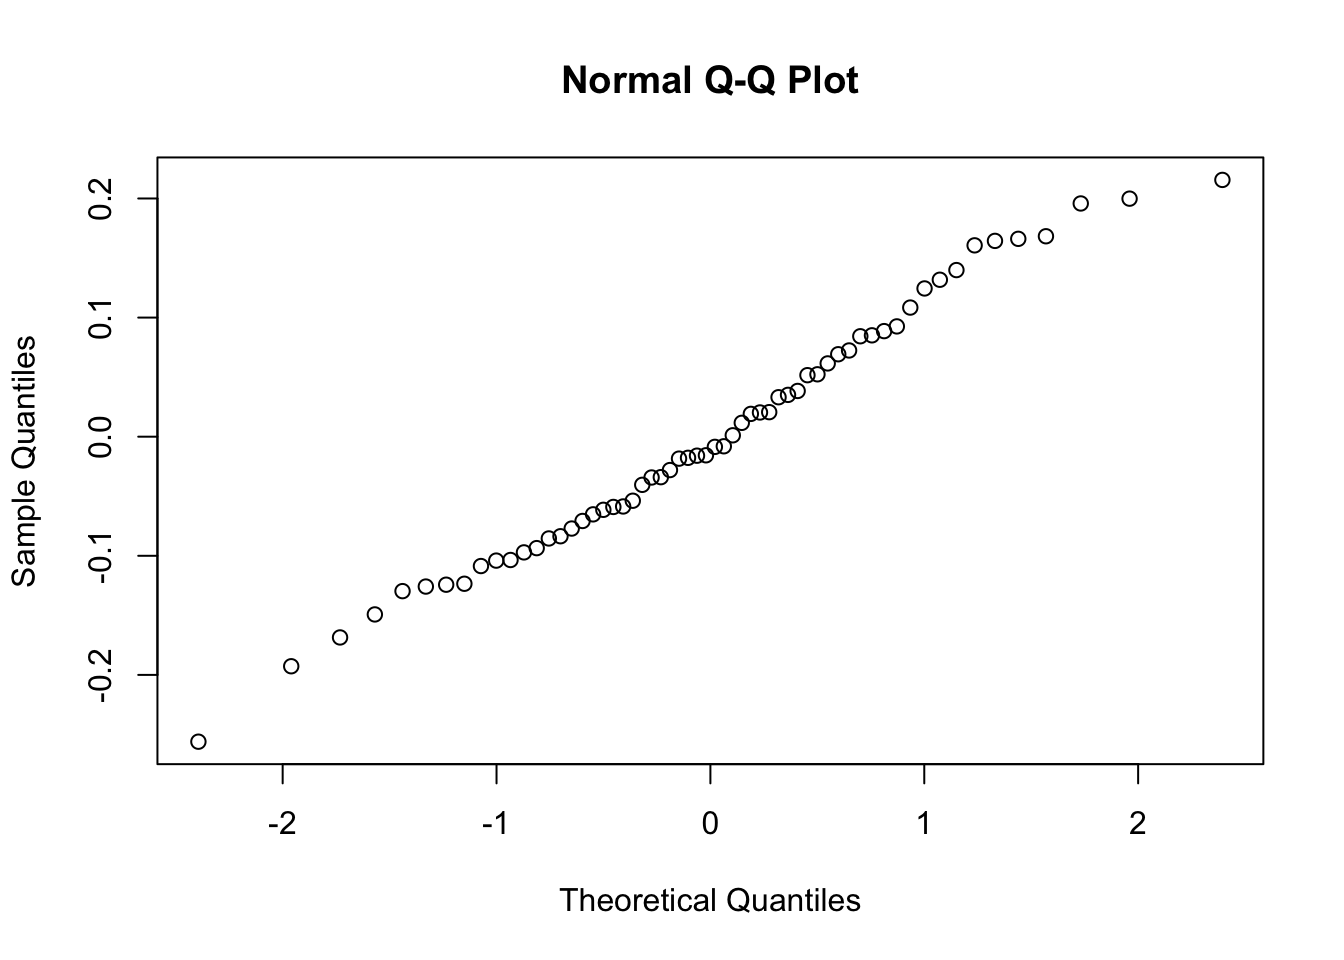 Normal Q-Q Plot
Sample Quantiles
0.2
0.1
0.0
-0.1
-0.2
-2 -1 0 1 2
Theoretical Quantiles